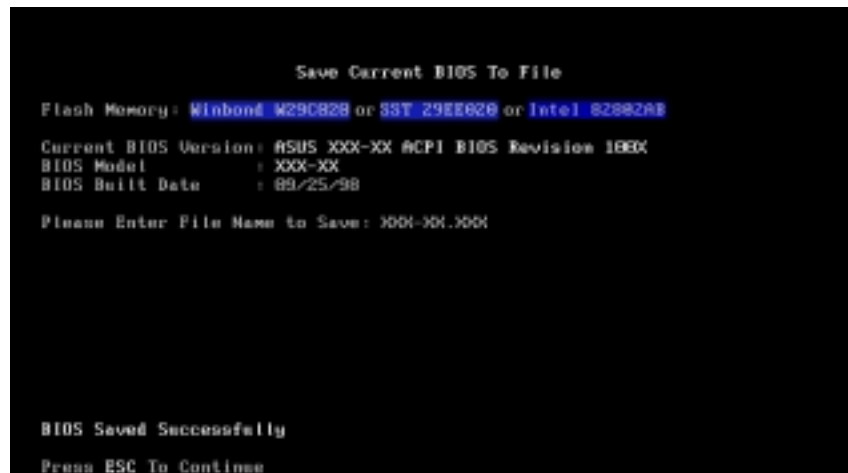 Save Current BIOS To File
Flash Memory: Winbond W29C020 or SST 29EE020 or Intel 82802AB
Current BIOS Version: ASUS XXX-XX ACPI BIOS Revision 100X
BIOS Model : XXX-XX
BIOS Built Date : 09/25/98
Please Enter File Name to Save: XXX-XX.XXX
BIOS Saved Successfully
Press ESC To Continue